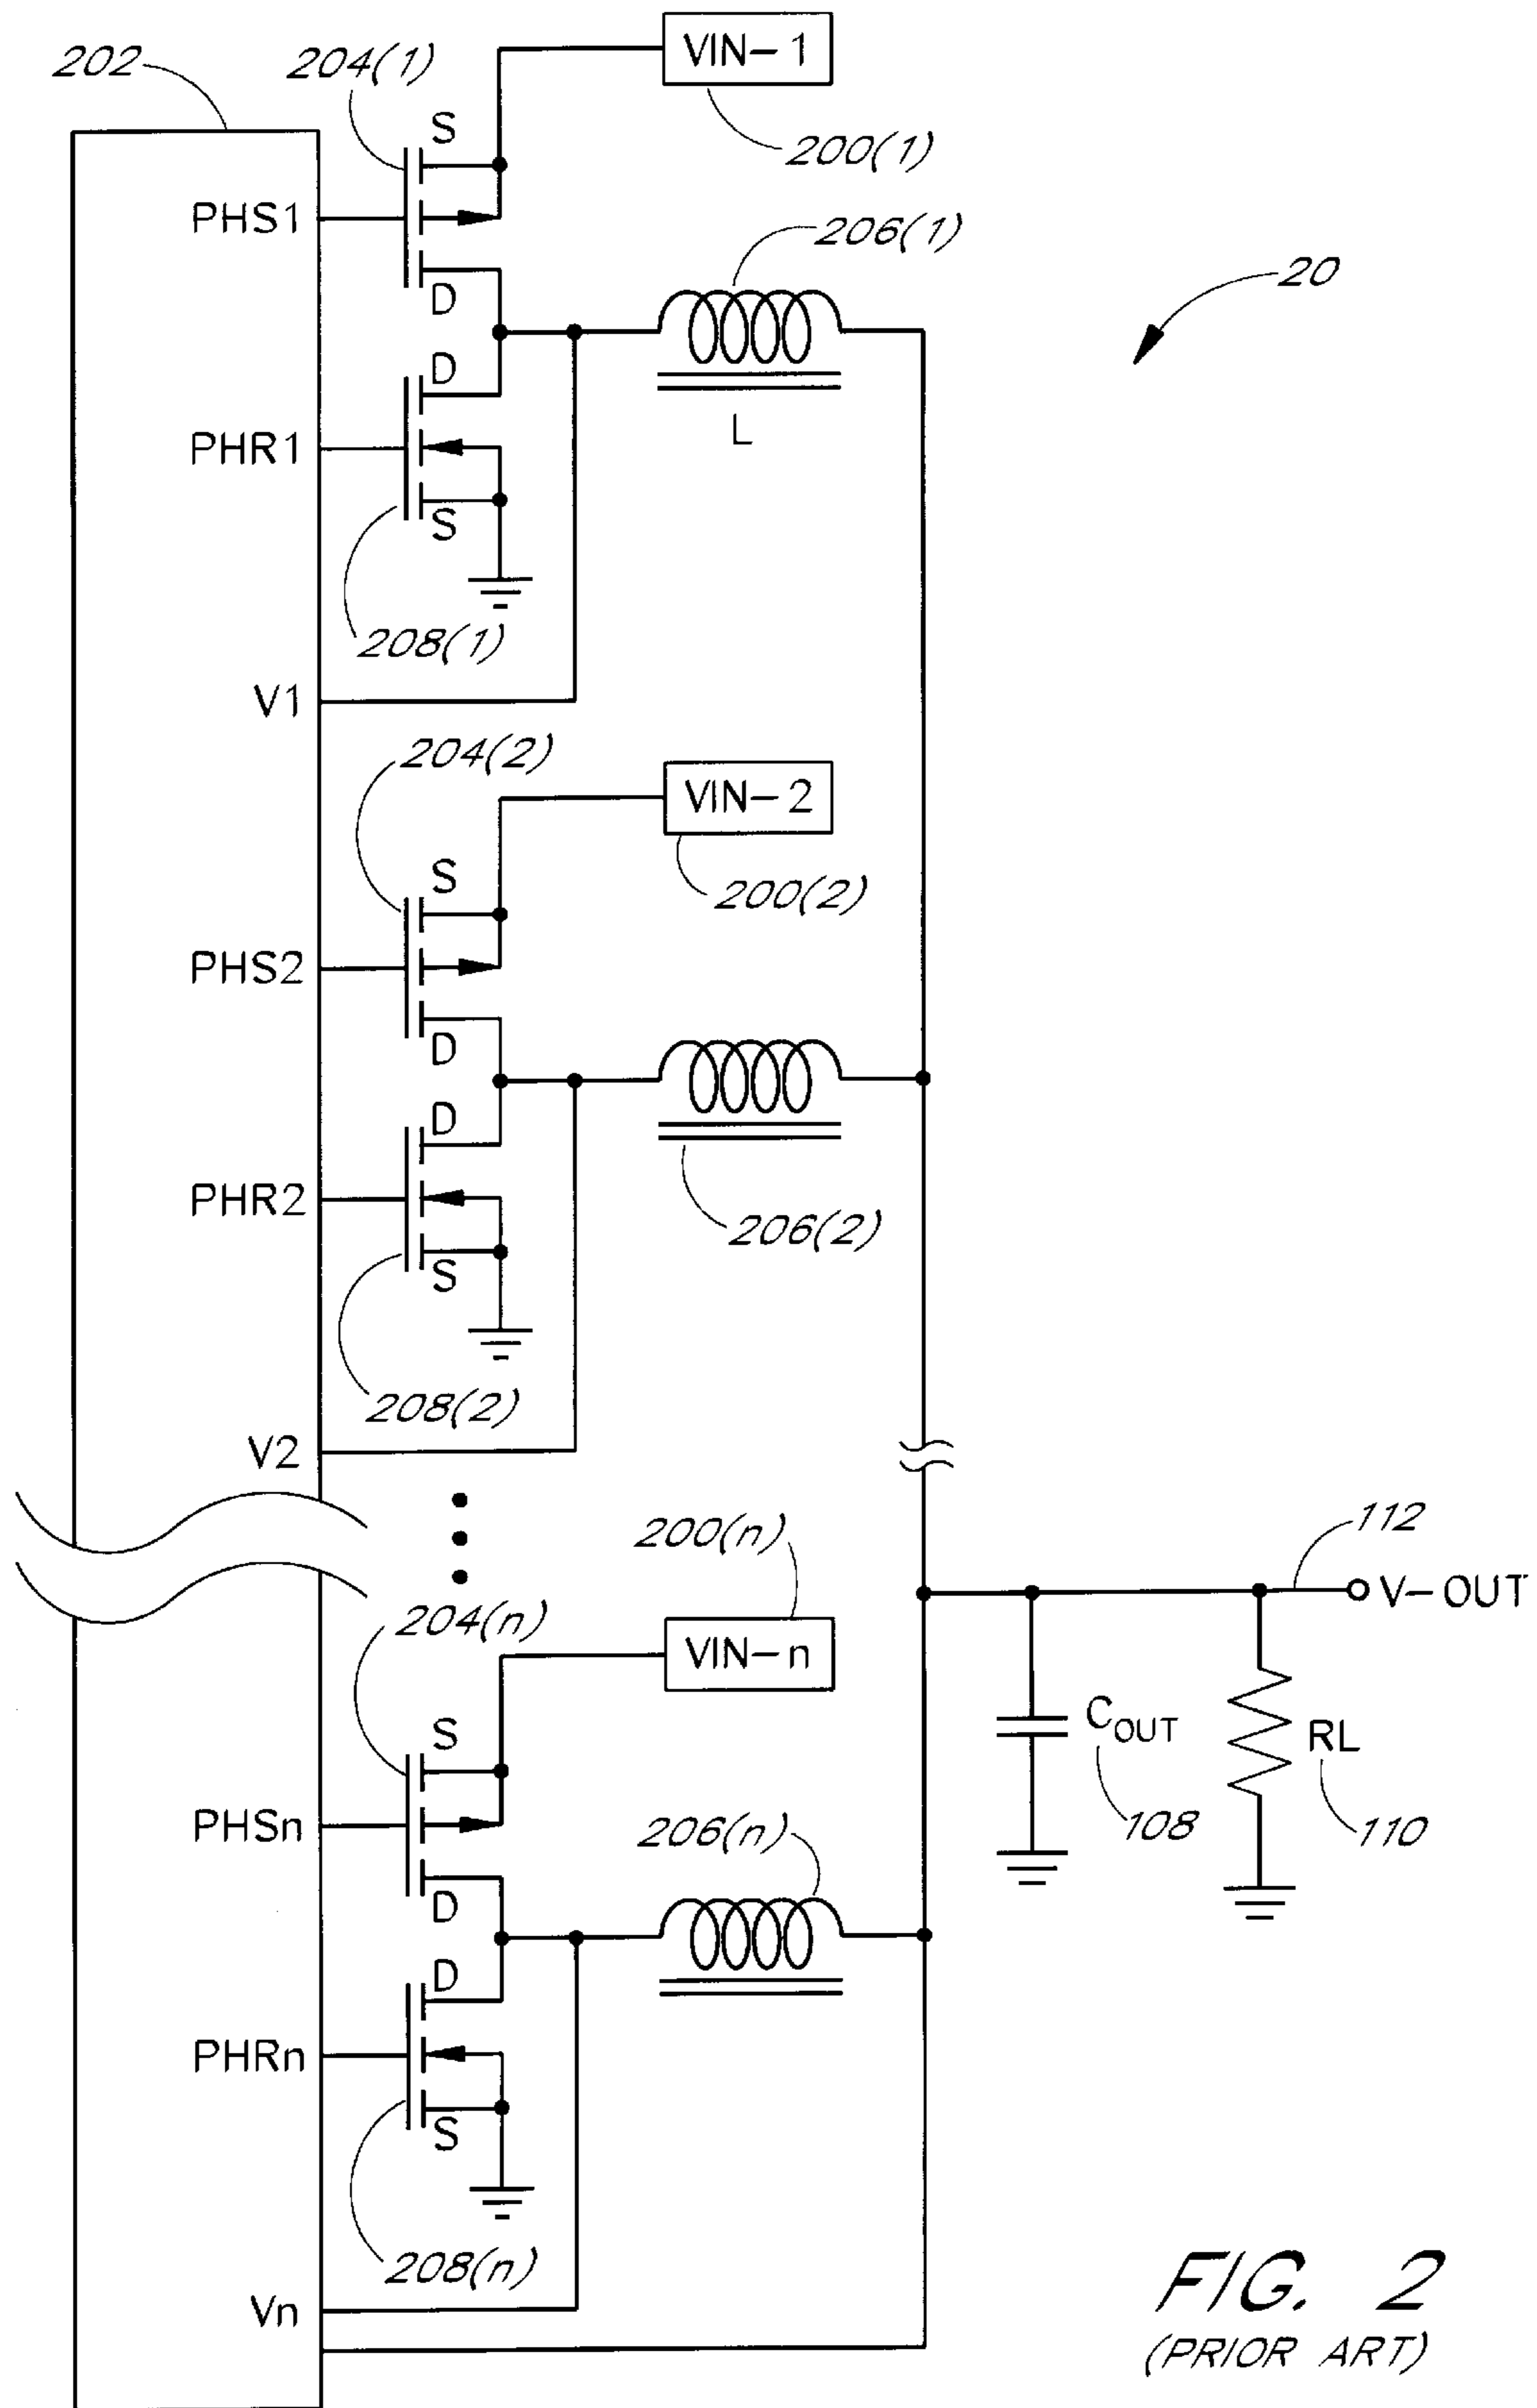 202
204(1)
VIN-1
200(1)
S
PHS1
D
206(1)
20
D
PHR1
L
S
208(1)
V1
204(2)
VIN-2
S
200(2)
PHS2
D
D
PHR2
206(2)
S
208(2)
V2
200(n)
112
V-OUT
204(n)
VIN-n
S
COUT
RL
PHSn
206(n)
108
110
D
D
PHRn
S
208(n)
Vn
FIG. 2
(PRIOR ART)